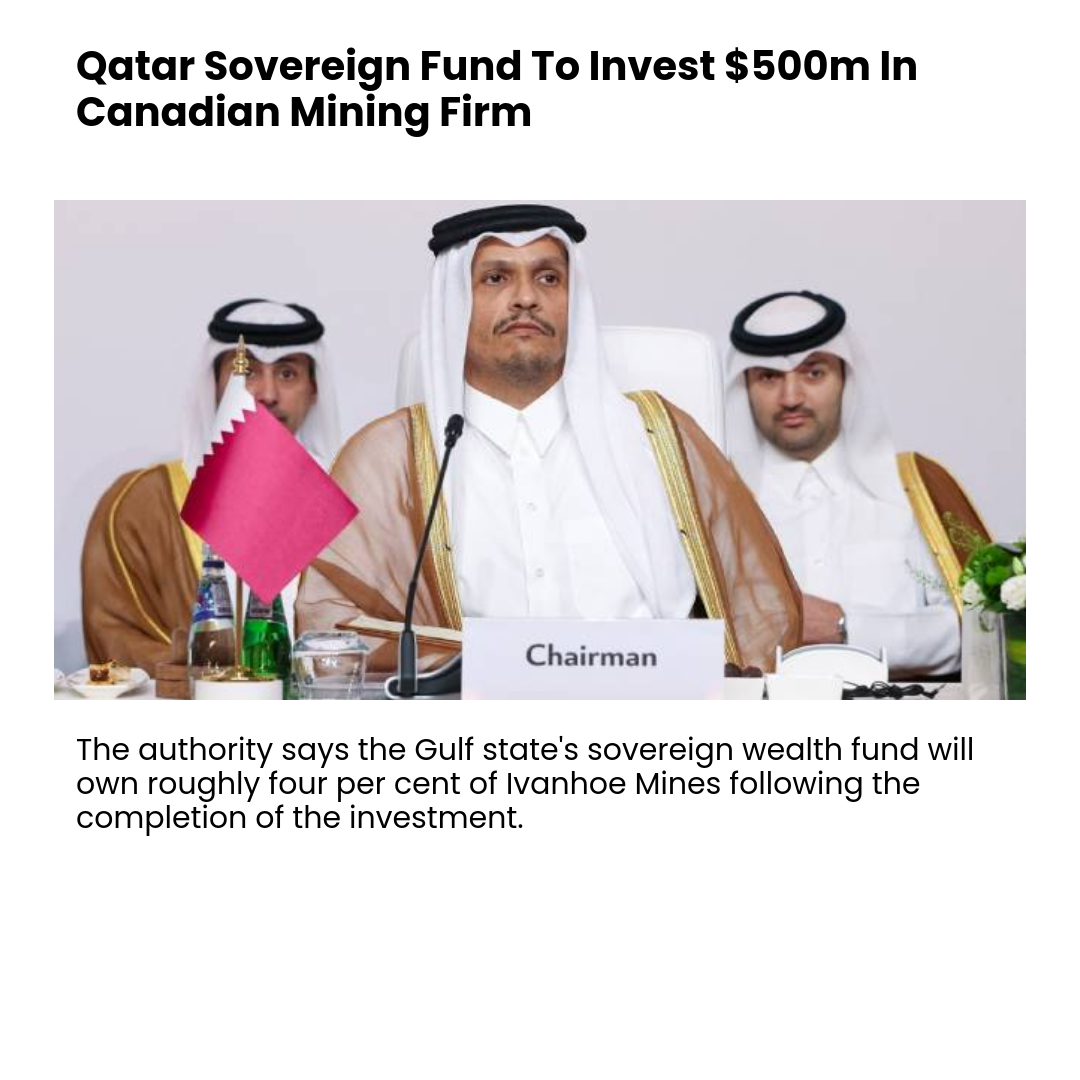 Qatar Sovereign Fund To Invest $500m In
Canadian Mining Firm
Chairman
The authority says the Gulf state's sovereign wealth fund will
own roughly four per cent of Ivanhoe Mines following the
completion of the investment.